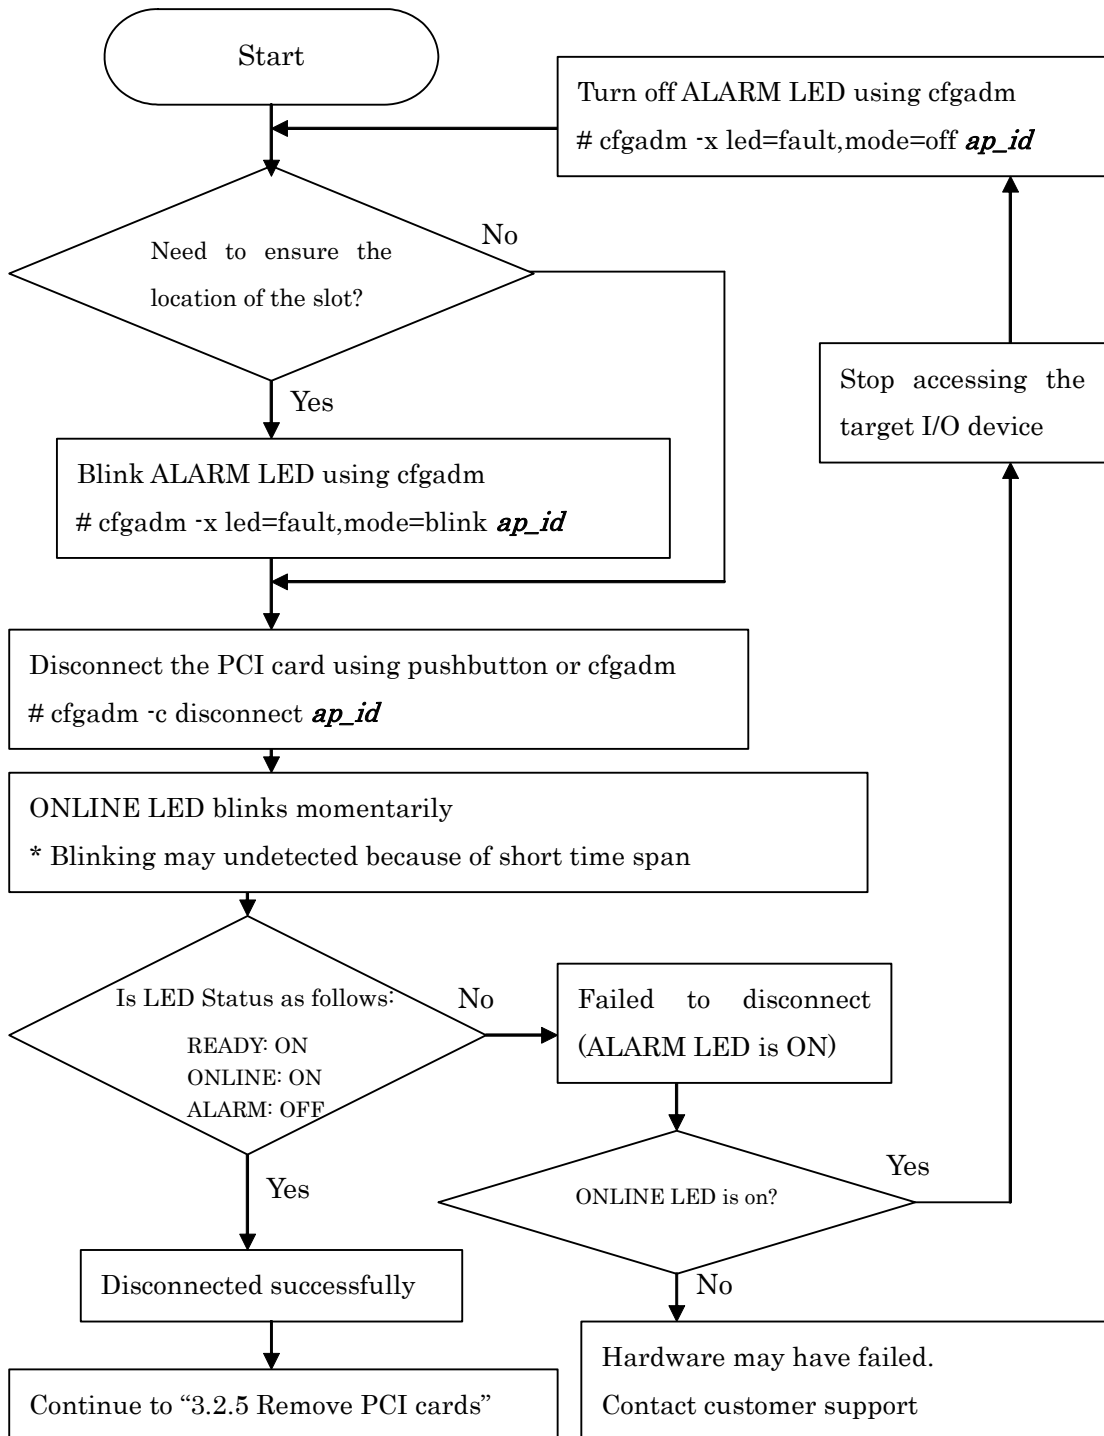 Start
Turn off ALARM LED using cfgadm
# cfgadm -x led=fault,mode=off ap_id
Need to ensure the
location of the slot?
No
Yes
Stop accessing the
target I/O device
Blink ALARM LED using cfgadm
# cfgadm -x led=fault,mode=blink ap_id
Disconnect the PCI card using pushbutton or cfgadm
# cfgadm -c disconnect ap_id
ONLINE LED blinks momentarily
* Blinking may undetected because of short time span
Is LED Status as follows:
READY: ON
ONLINE: ON
ALARM: OFF
No
Failed to disconnect
(ALARM LED is ON)
Yes
ONLINE LED is on?
Yes
No
Disconnected successfully
Hardware may have failed.
Contact customer support
Continue to “3.2.5 Remove PCI cards”